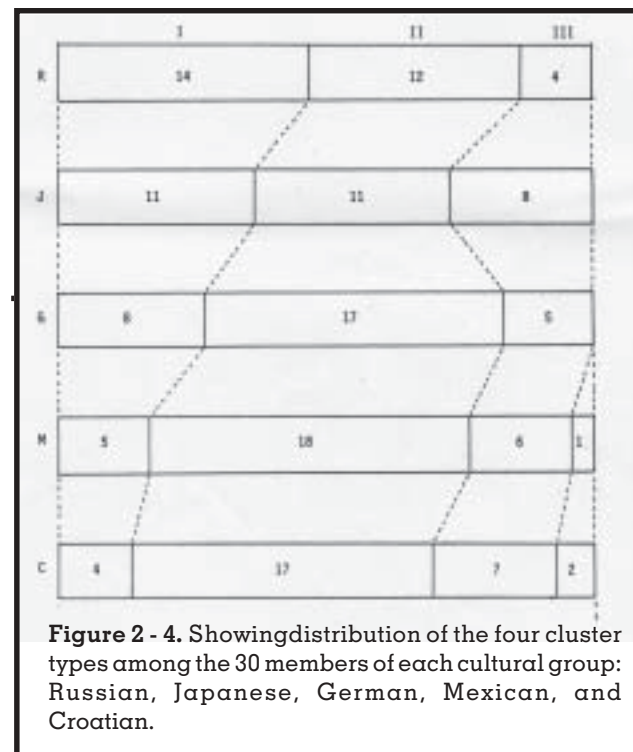 I II III
R 14 12 4
J 11 11 8
G 8 17 5
M 5 18 6 1
C 4 17 7 2
Figure 2 - 4. Showingdistribution of the four cluster
types among the 30 members of each cultural group:
Russian, Japanese, German, Mexican, and
Croatian.